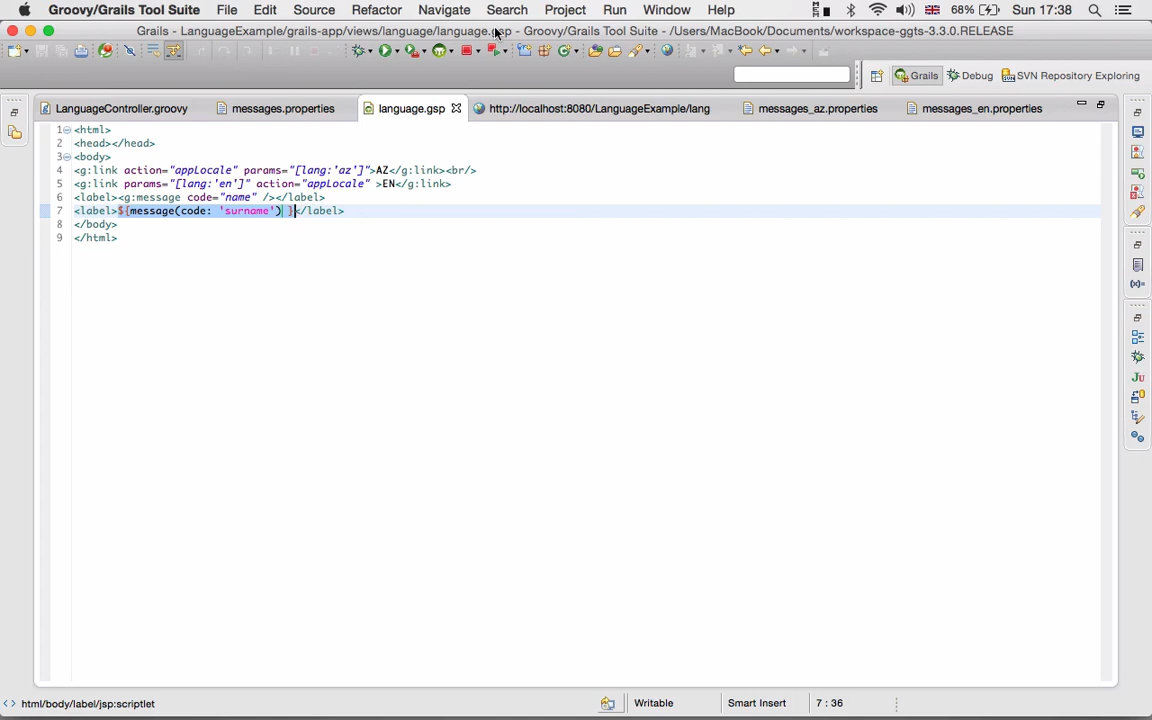 Groovy/Grails Tool Suite File Edit Source Refactor Navigate Search Project Run Window Help 68% Sun 17:38
Grails - LanguageExample/grails-app/views/language/language.gsp - Groovy/Grails Tool Suite - /Users/MacBook/Documents/workspace-ggts-3.3.0.RELEASE
Grails Debug SVN Repository Exploring
LanguageController.groovy messages.properties language.gsp http://localhost:8080/LanguageExample/lang messages_az.properties messages_en.properties
1 <html>
2 <head></head>
3 <body>
4 <g:link action="appLocale" params="[lang:'az']">AZ</g:link><br/>
5 <g:link params="[lang:'en']" action="appLocale" >EN</g:link>
6 <label><g:message code="name" /></label>
7 <label>${message(code: 'surname') }</label>
8 </body>
9 </html>
Ju
(x)=
<> html/body/label/jsp:scriptlet Writable Smart Insert 7 : 36